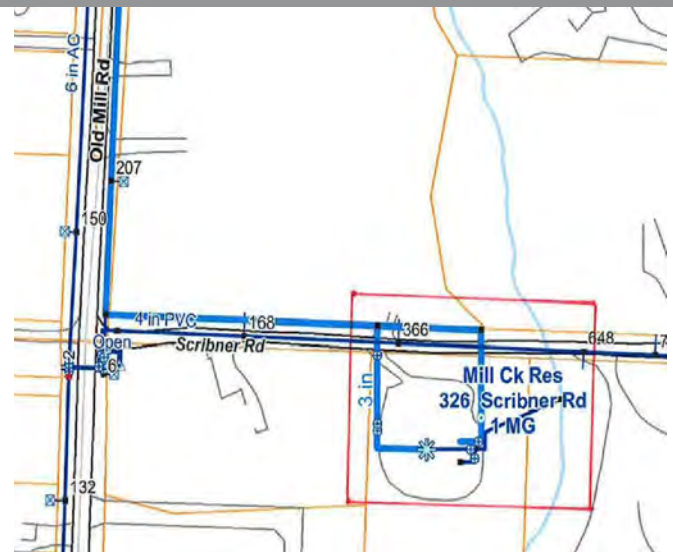 6 in AC
Old Mill Rd
207
150
4 in PVC
168
366
648
Open
Scribner Rd
6
3 in
Mill Ck Res
326 Scribner Rd
1 MG
132